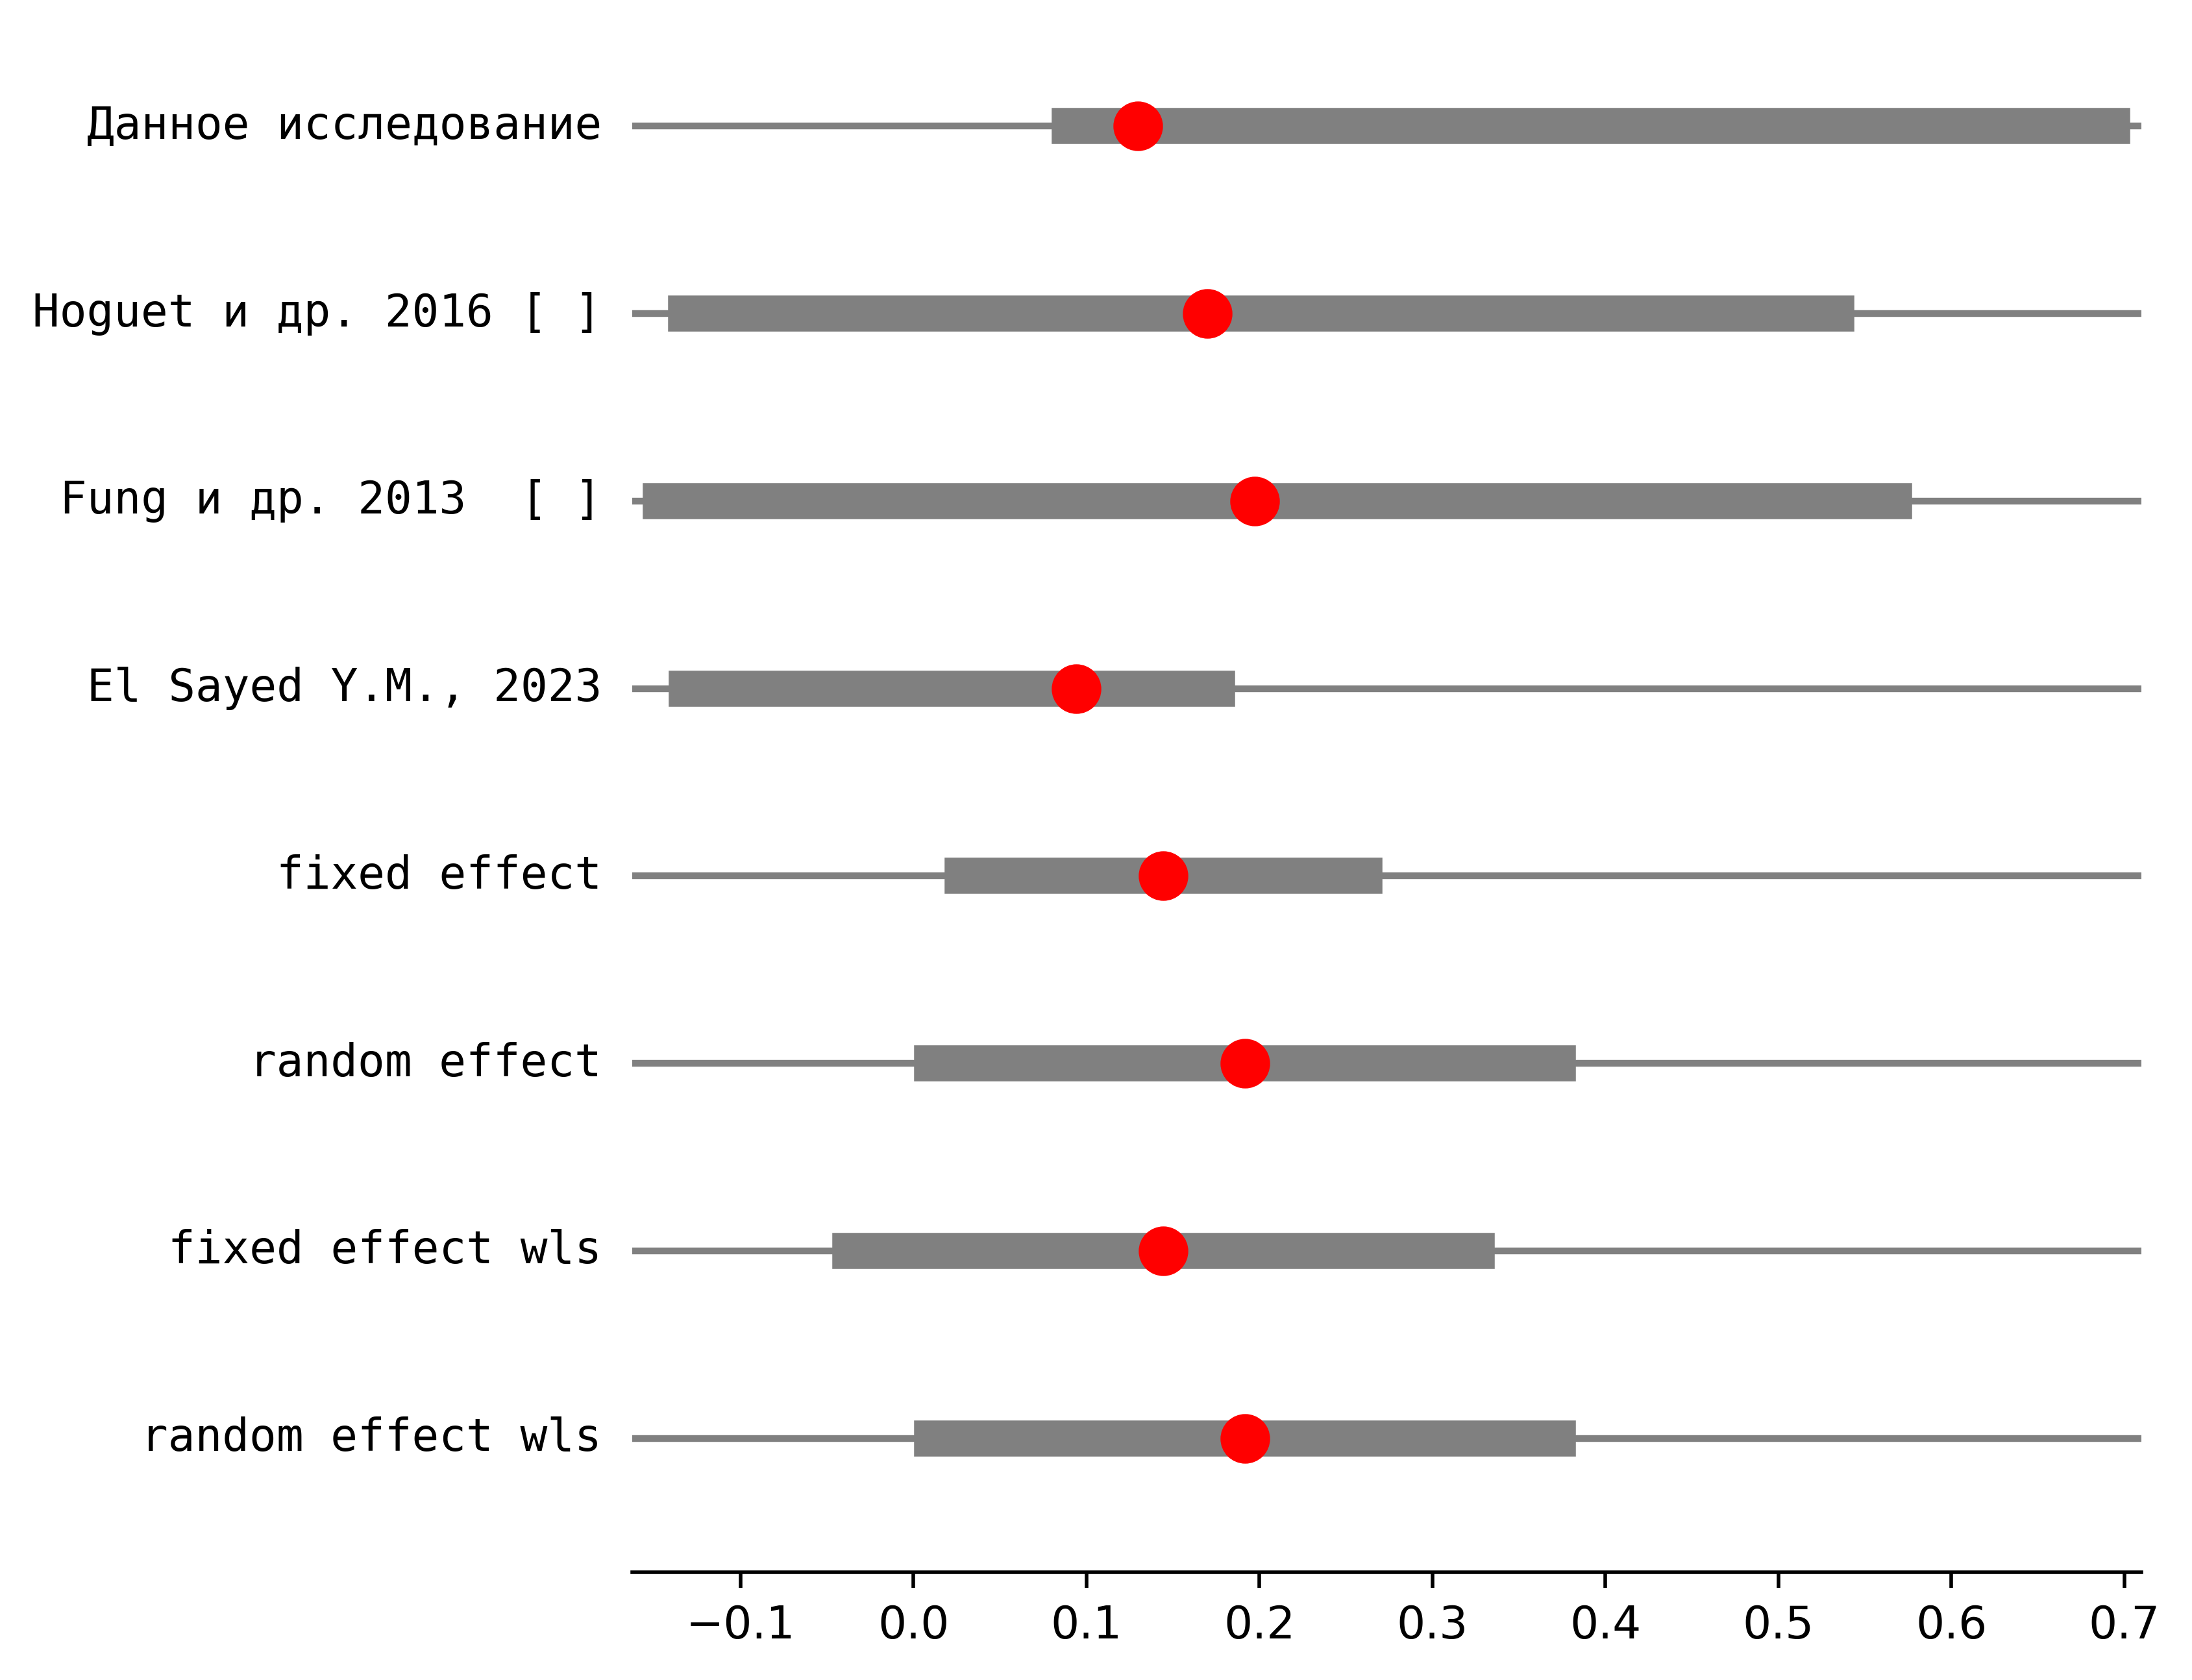 Данное исследование
Hoguet и др. 2016 [ ]
Fung и др. 2013  [ ]
El Sayed Y.M., 2023
fixed effect
random effect
fixed effect wls
random effect wls
−0.1 0.0 0.1 0.2 0.3 0.4 0.5 0.6 0.7